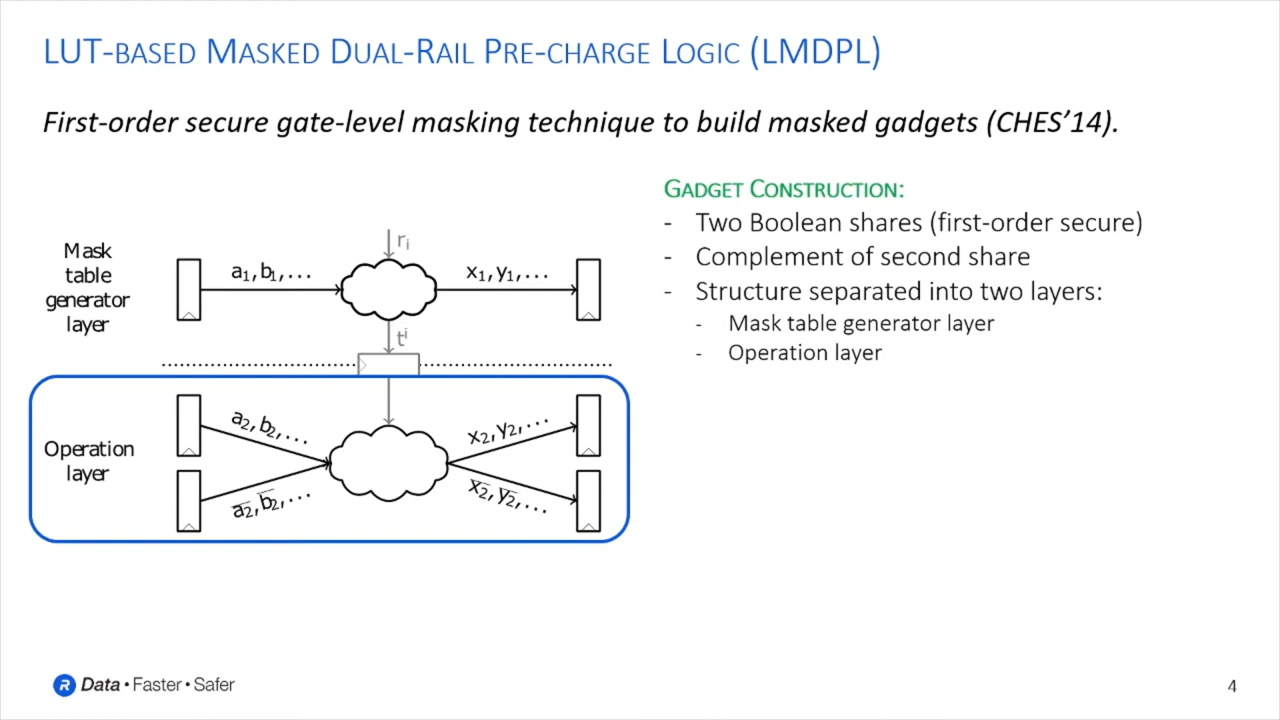 LUT-BASED MASKED DUAL-RAIL PRE-CHARGE LOGIC (LMDPL)
First-order secure gate-level masking technique to build masked gadgets (CHES’14).
GADGET CONSTRUCTION:
- Two Boolean shares (first-order secure)
- Complement of second share
- Structure separated into two layers:
- Mask table generator layer
- Operation layer
Mask
table
generator
layer
a₁,b₁,...
rᵢ
x₁,y₁,...
tⁱ
Operation
layer
a₂,b₂,...
a̅₂,b̅₂,...
x₂,y₂,...
x̅₂,y̅₂,...
R Data • Faster • Safer
4